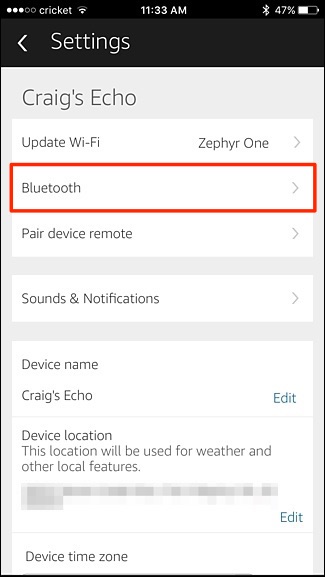 cricket 11:33 AM 47%
Settings
Craig's Echo
Update Wi-Fi Zephyr One
Bluetooth
Pair device remote
Sounds & Notifications
Device name
Craig's Echo Edit
Device location
This location will be used for weather and
other local features.
Edit
Device time zone